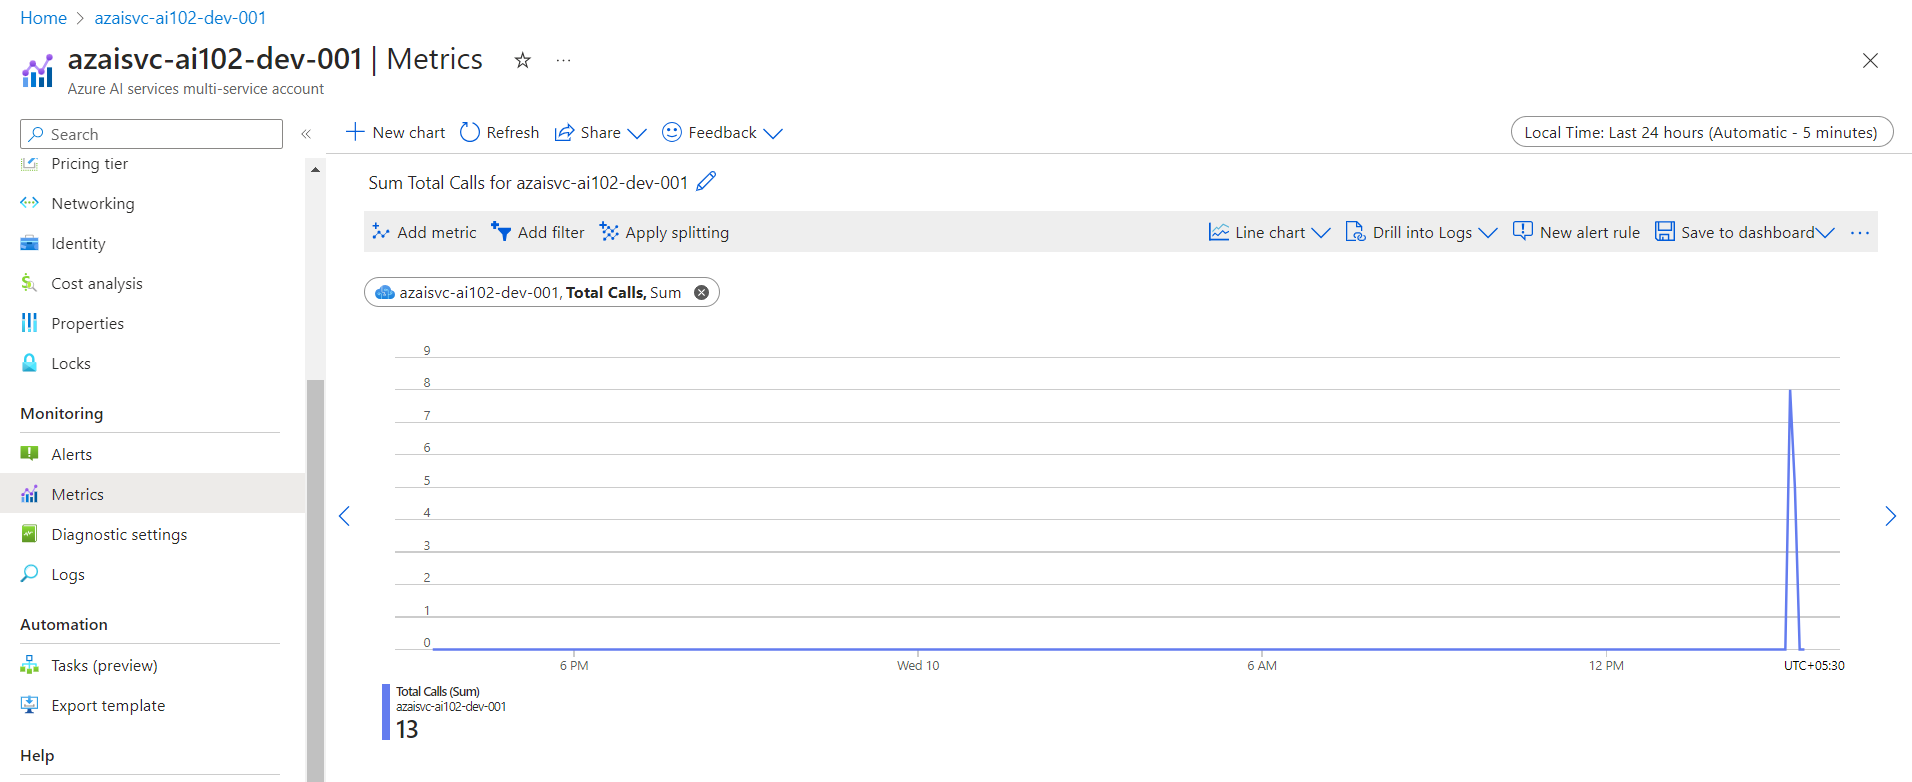 Home > azaisvc-ai102-dev-001
azaisvc-ai102-dev-001 | Metrics
Azure AI services multi-service account
Search
Pricing tier
Networking
Identity
Cost analysis
Properties
Locks
Monitoring
Alerts
Metrics
Diagnostic settings
Logs
Automation
Tasks (preview)
Export template
Help
New chart Refresh Share Feedback
Local Time: Last 24 hours (Automatic - 5 minutes)
Sum Total Calls for azaisvc-ai102-dev-001
Add metric Add filter Apply splitting Line chart Drill into Logs New alert rule Save to dashboard
azaisvc-ai102-dev-001, Total Calls, Sum
9
8
7
6
5
4
3
2
1
0
6 PM Wed 10 6 AM 12 PM UTC+05:30
Total Calls (Sum)
azaisvc-ai102-dev-001
13